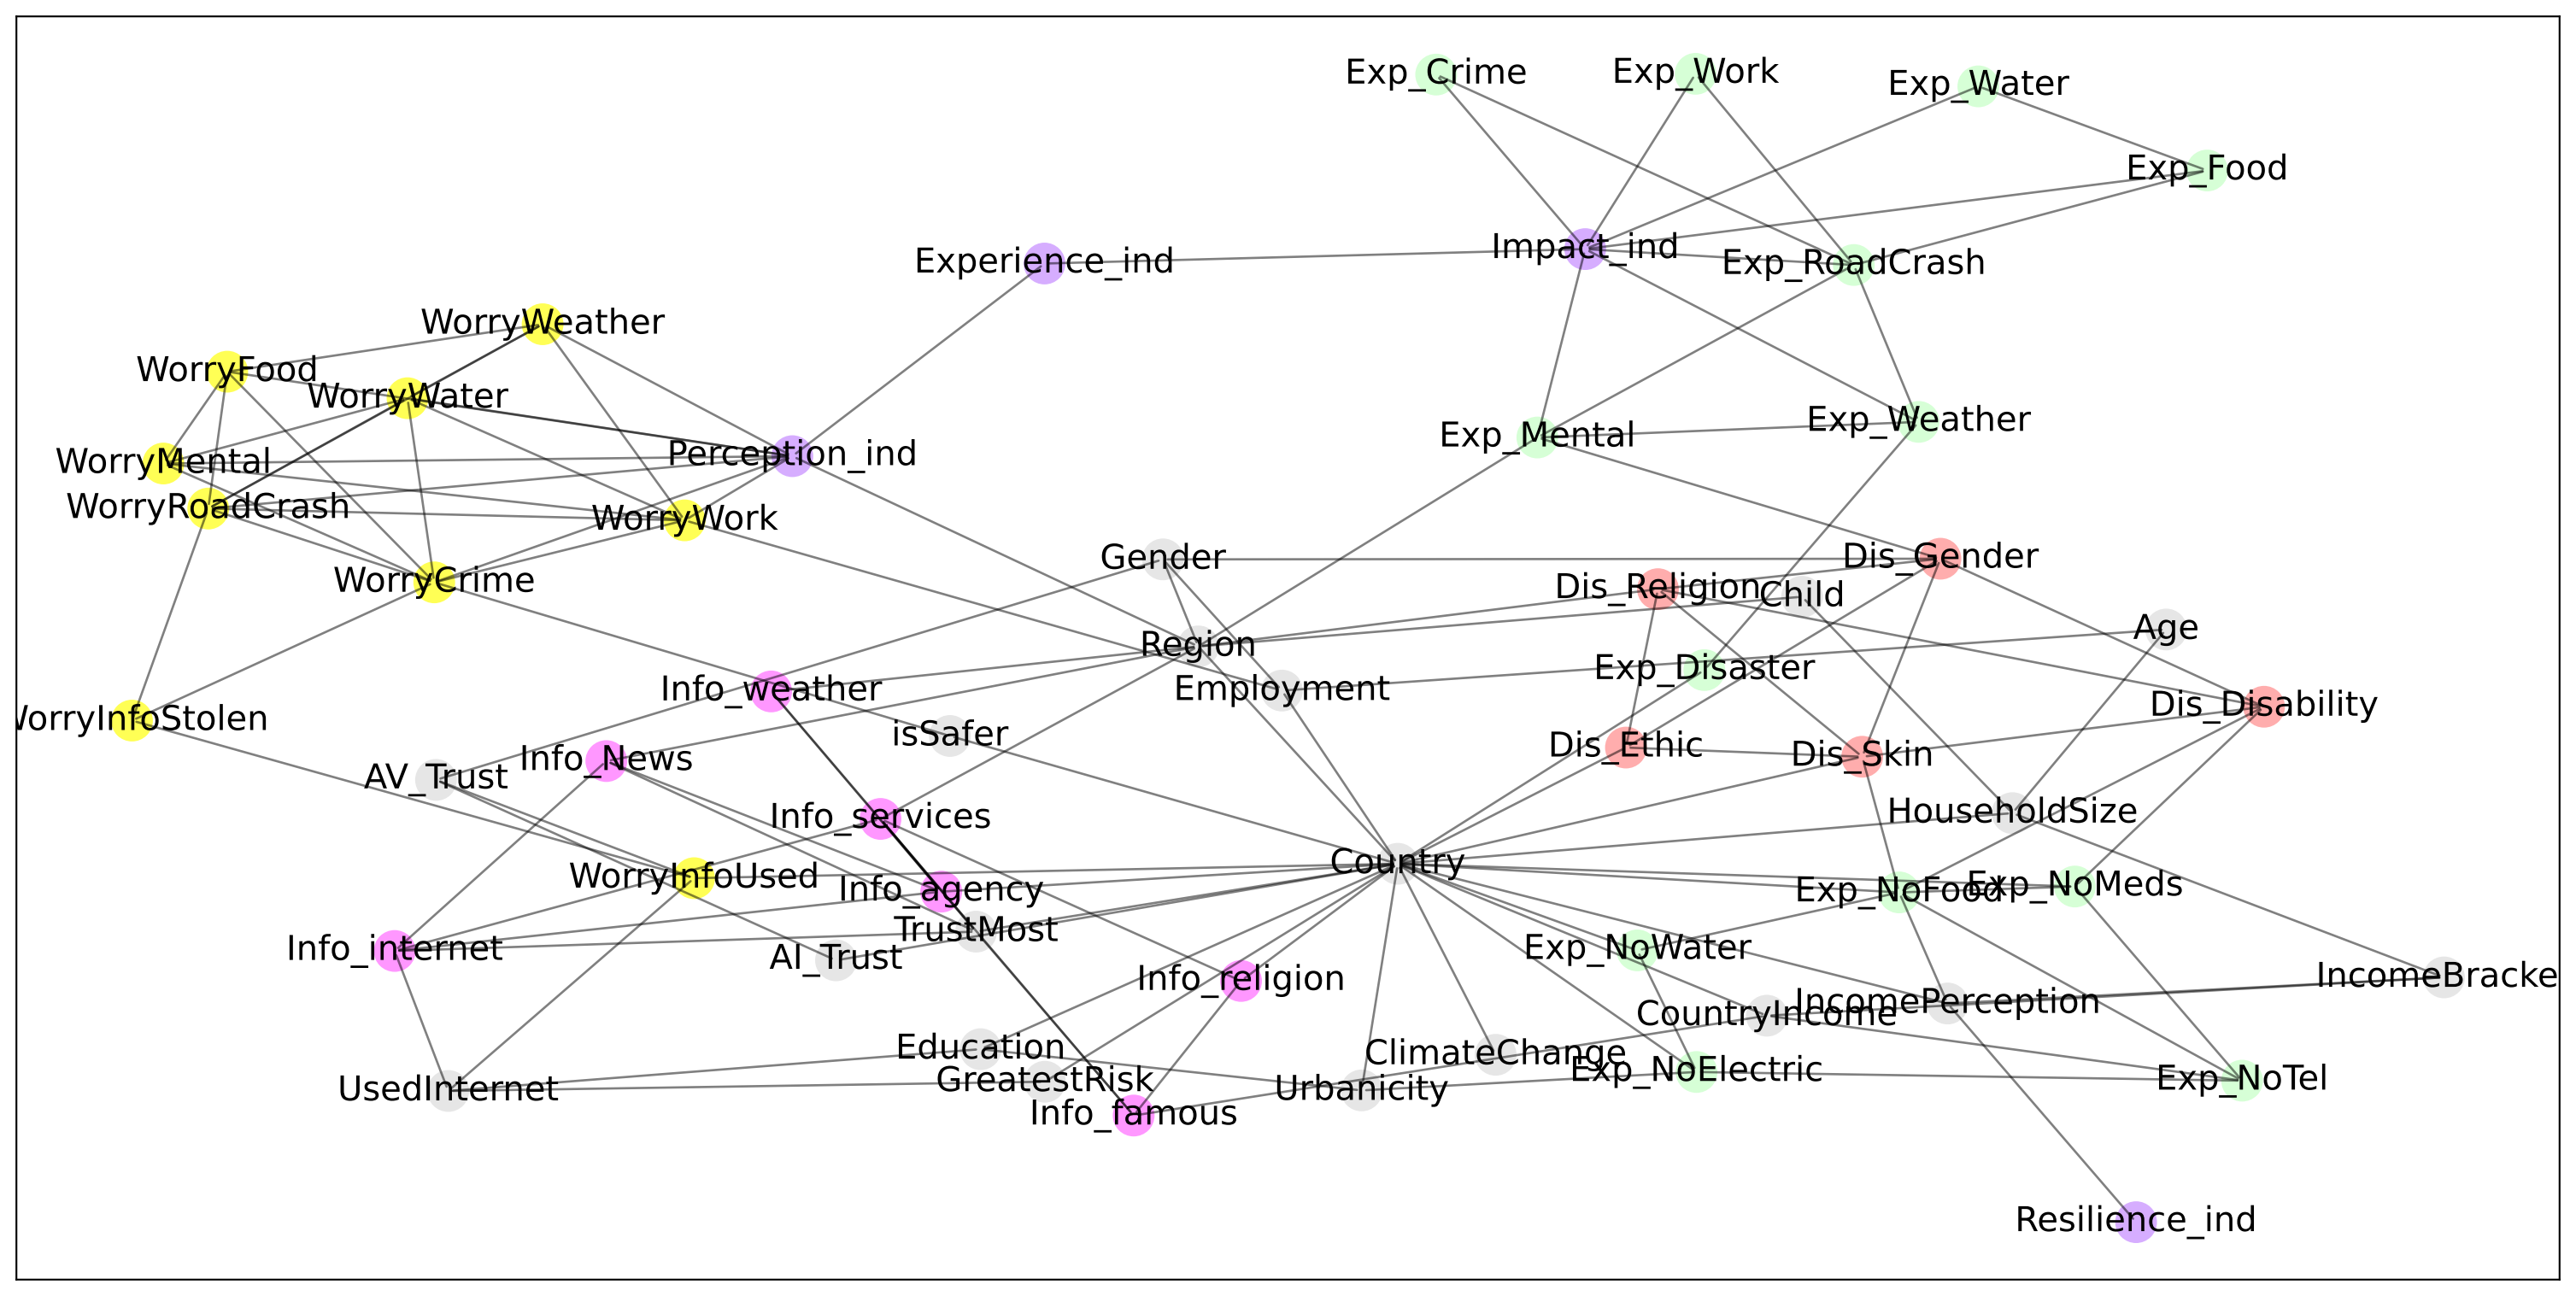 Exp_Crime
Exp_Work
Exp_Water
Exp_Food
Experience_ind
Impact_ind
Exp_RoadCrash
WorryWeather
WorryFood
WorryWater
WorryMental
Perception_ind
Exp_Mental
Exp_Weather
WorryRoadCrash
WorryWork
WorryCrime
Gender
Dis_Gender
Dis_Religion
Child
Age
Region
Exp_Disaster
Info_weather
Employment
Dis_Disability
WorryInfoStolen
isSafer
Info_News
Dis_Ethic
Dis_Skin
AV_Trust
Info_services
HouseholdSize
Country
WorryInfoUsed
Info_agency
Exp_NoFood
Exp_NoMeds
TrustMost
Info_internet
AI_Trust
Exp_NoWater
Info_religion
IncomeBracke
IncomePerception
CountryIncome
Education
ClimateChange
Exp_NoElectric
GreatestRisk
UsedInternet
Urbanicity
Exp_NoTel
Info_famous
Resilience_ind